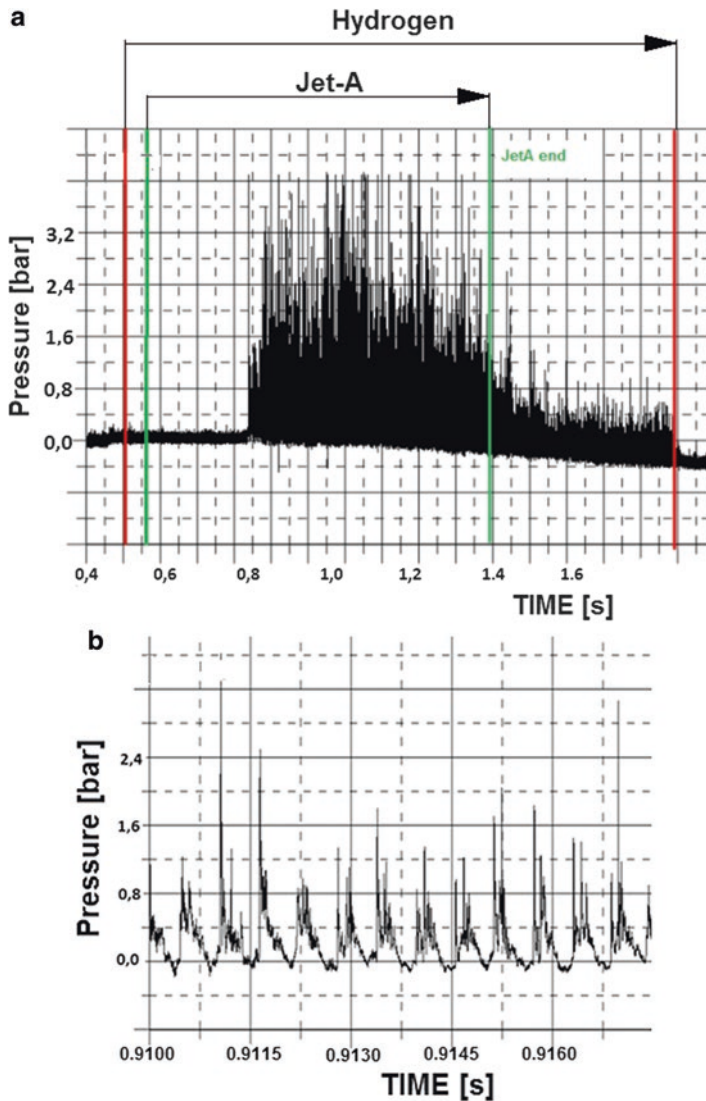 a
Hydrogen
Jet-A
JetA end
Pressure [bar]
3,2
2,4
1,6
0,8
0,0
0,4 0,6 0,8 1,0 1,2 1.4 1.6
TIME [s]
b
Pressure [bar]
2,4
1,6
0,8
0,0
0.9100 0.9115 0.9130 0.9145 0.9160
TIME [s]